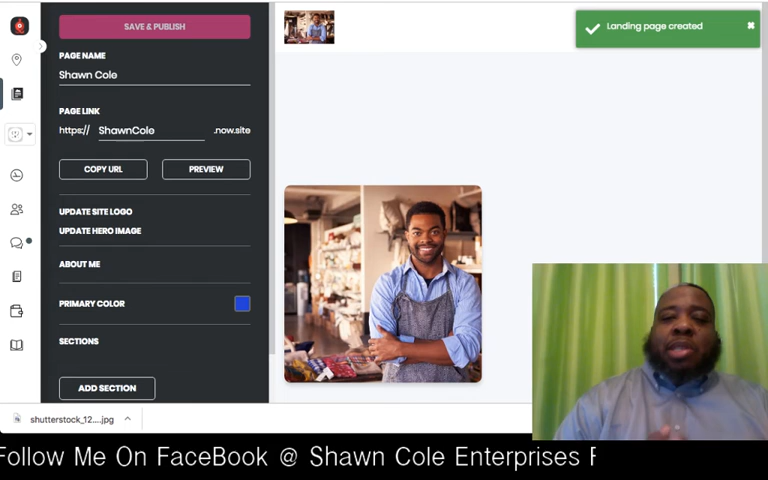 SAVE & PUBLISH
PAGE NAME
Shawn Cole
PAGE LINK
https:// ShawnCole .now.site
COPY URL PREVIEW
UPDATE SITE LOGO
UPDATE HERO IMAGE
ABOUT ME
PRIMARY COLOR
SECTIONS
ADD SECTION
Landing page created
shutterstock_12....jpg
Follow Me On FaceBook @ Shawn Cole Enterprises